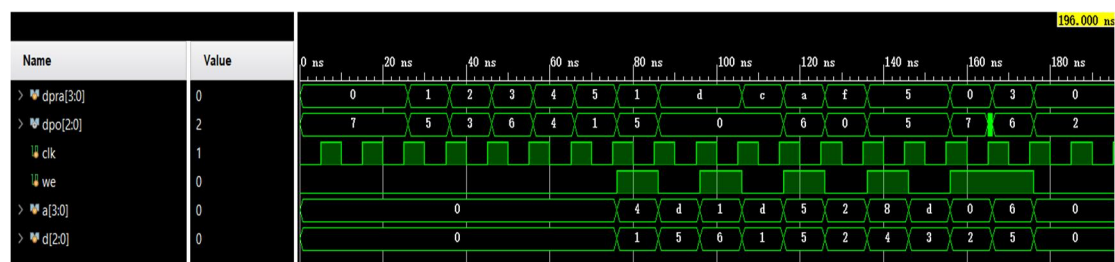 196.000 ns
Name Value
0 ns 20 ns 40 ns 60 ns 80 ns 100 ns 120 ns 140 ns 160 ns 180 ns
dpra[3:0] 0 0 1 2 3 4 5 1 d c a f 5 0 3 0
dpo[2:0] 2 7 5 3 6 4 1 5 0 6 0 5 7 6 2
clk 1
we 0
a[3:0] 0 0 4 d 1 d 5 2 8 d 0 6 0
d[2:0] 0 0 1 5 6 1 5 2 4 3 2 5 0